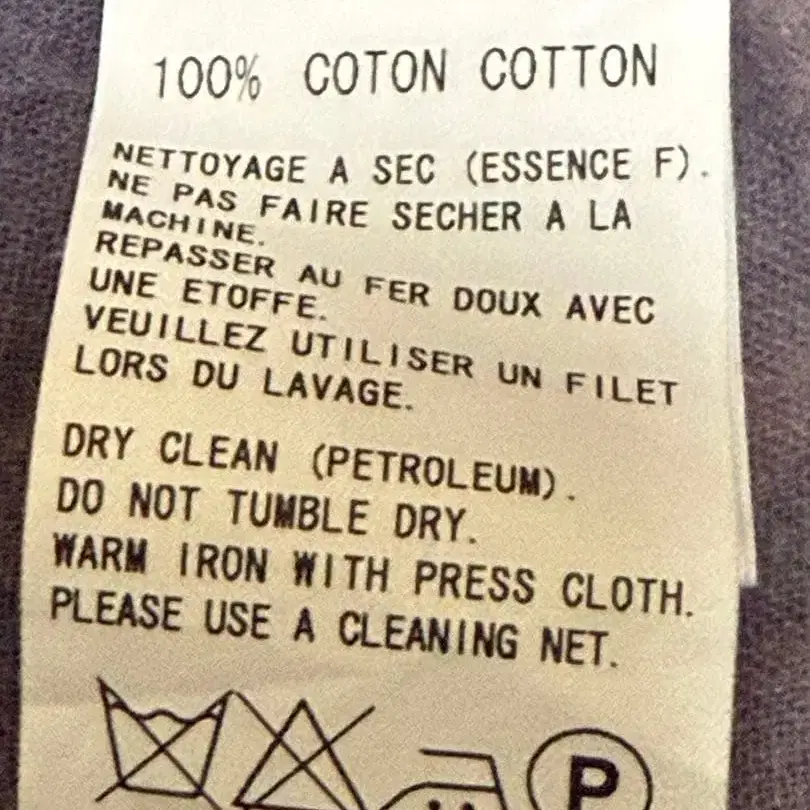 100% COTON COTTON
NETTOYAGE A SEC (ESSENCE F).
NE PAS FAIRE SECHER A LA
MACHINE.
REPASSER AU FER DOUX AVEC
UNE ETOFFE.
VEUILLEZ UTILISER UN FILET
LORS DU LAVAGE.
DRY CLEAN (PETROLEUM).
DO NOT TUMBLE DRY.
WARM IRON WITH PRESS CLOTH.
PLEASE USE A CLEANING NET.
P